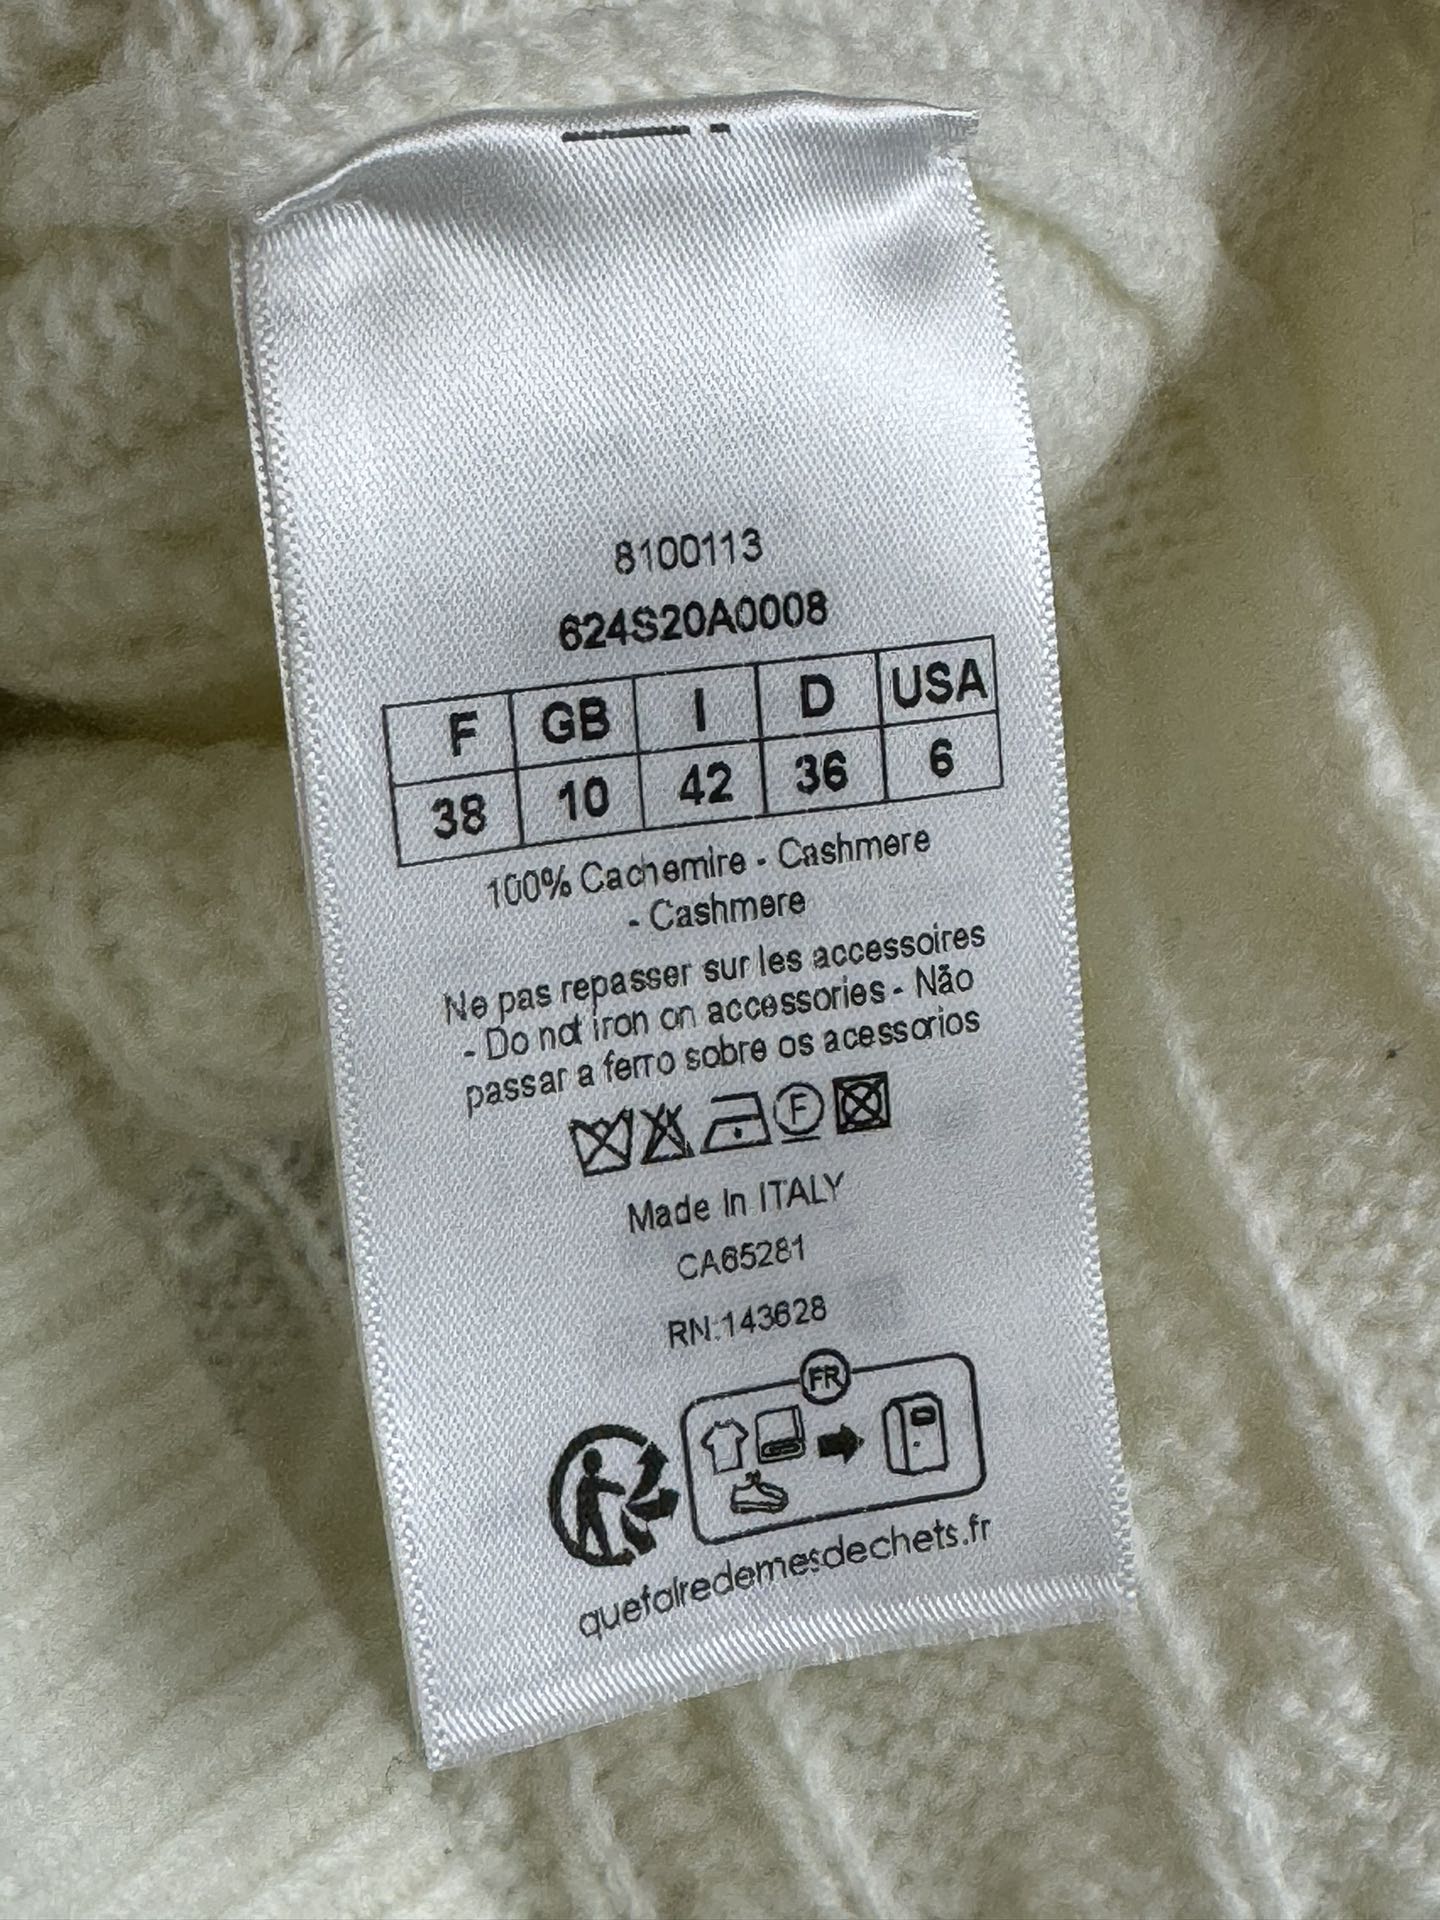 8100113
624S20A0008
F GB I D USA
38 10 42 36 6
100% Cachemire - Cashmere
- Cashmere
Ne pas repasser sur les accessoires
- Do not iron on accessories - Não
passar a ferro sobre os acessorios
F
Made In ITALY
CA65281
RN:143628
FR
quefairedemesdechets.fr